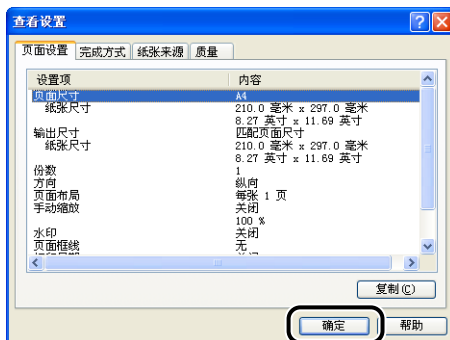 查看设置
页面设置 完成方式 纸张来源 质量
设置项 内容
页面尺寸 A4
纸张尺寸 210.0 毫米 x 297.0 毫米
8.27 英寸 x 11.69 英寸
输出尺寸 匹配页面尺寸
纸张尺寸 210.0 毫米 x 297.0 毫米
8.27 英寸 x 11.69 英寸
份数 1
方向 纵向
页面布局 每张 1 页
手动缩放 关闭
100 %
水印 关闭
页面框线 无
复制(C)
确定 帮助